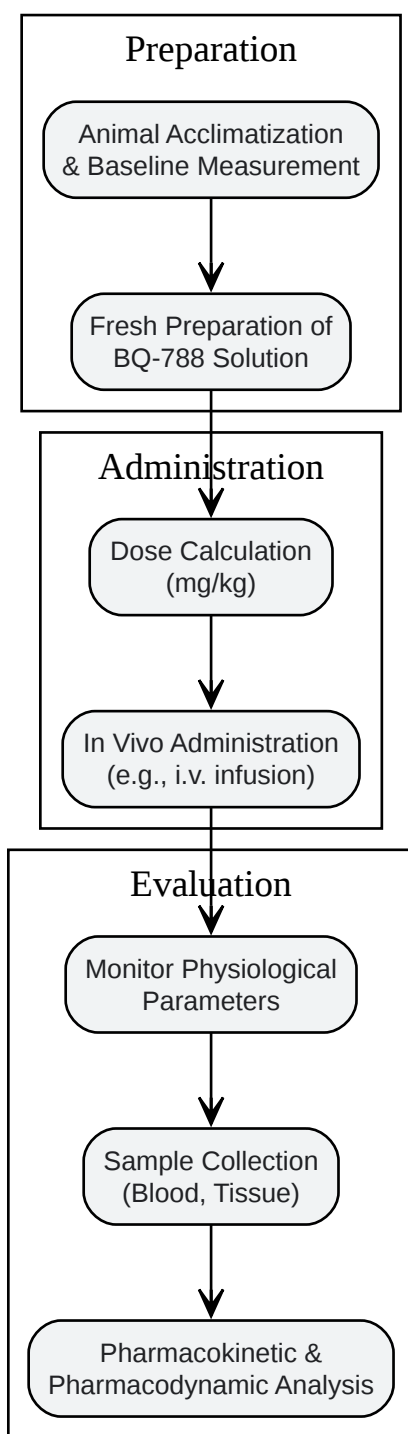 Preparation
Animal Acclimatization
& Baseline Measurement
Fresh Preparation of
BQ-788 Solution
Administration
Dose Calculation
(mg/kg)
In Vivo Administration
(e.g., i.v. infusion)
Evaluation
Monitor Physiological
Parameters
Sample Collection
(Blood, Tissue)
Pharmacokinetic &
Pharmacodynamic Analysis